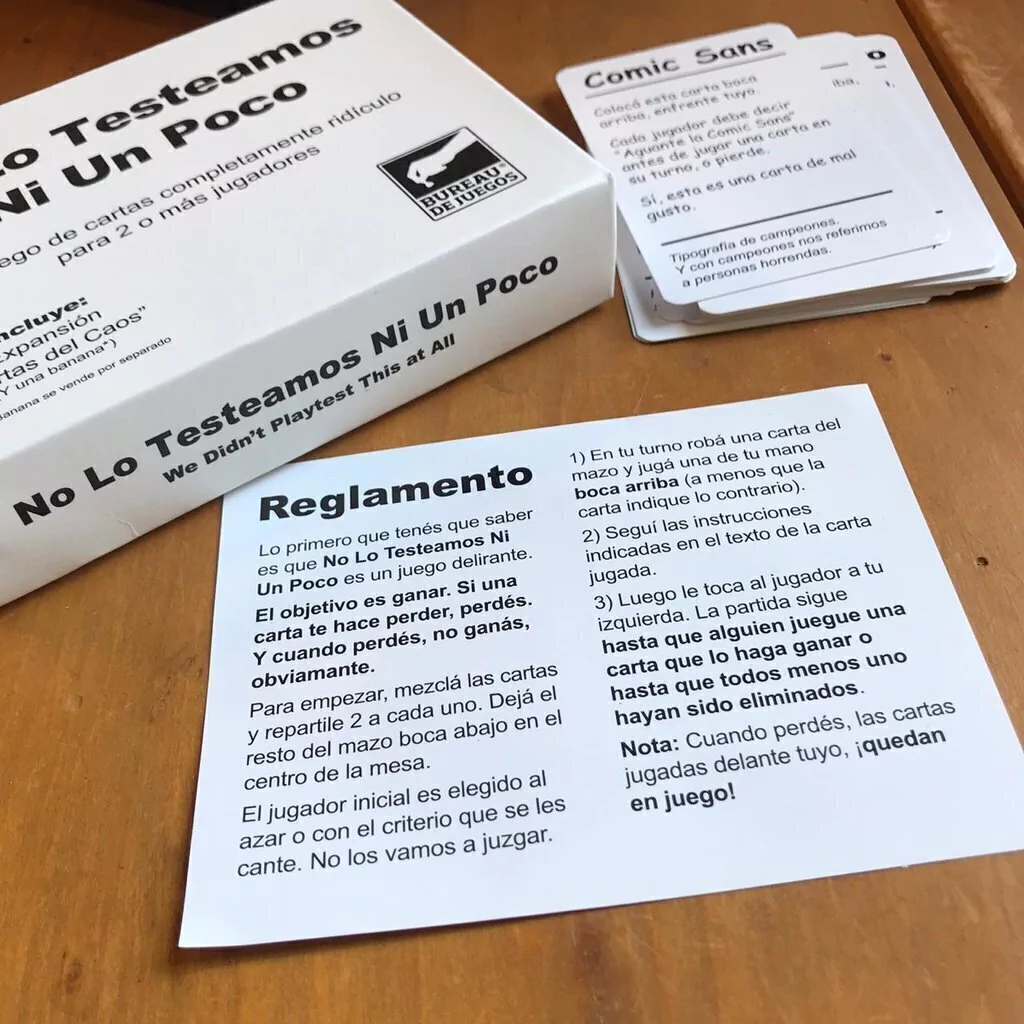 Lo Testeamos
Ni Un Poco
de cartas completamente ridículo
para 2 o más jugadores
BUREAU
DE JUEGOS
Expansión
Caos”
Y una banana*)
se vende por separado
No Lo Testeamos Ni Un Poco
We Didn't Playtest This at All
Comic Sans
Colocá esta carta boca
arriba, enfrente tuyo.
Cada jugador debe decir
"Aguante la Comic Sans"
antes de jugar una carta en
su turno, o pierde.
Sí, esta es una carta de mal
gusto.
Tipografía de campeones.
Y con campeones nos referimos
a personas horrendas.
Reglamento
Lo primero que tenés que saber
es que No Lo Testeamos Ni
Un Poco es un juego delirante.
El objetivo es ganar. Si una
carta te hace perder, perdés.
Y cuando perdés, no ganás,
obviamante.
Para empezar, mezclá las cartas
y repartile 2 a cada uno. Dejá el
resto del mazo boca abajo en el
centro de la mesa.
El jugador inicial es elegido al
azar o con el criterio que se les
cante. No los vamos a juzgar.
1) En tu turno robá una carta del
mazo y jugá una de tu mano
boca arriba (a menos que la
carta indique lo contrario).
2) Seguí las instrucciones
indicadas en el texto de la carta
jugada.
3) Luego le toca al jugador a tu
izquierda. La partida sigue
hasta que alguien juegue una
carta que lo haga ganar o
hasta que todos menos uno
hayan sido eliminados.
Nota: Cuando perdés, las cartas
jugadas delante tuyo, ¡quedan
en juego!